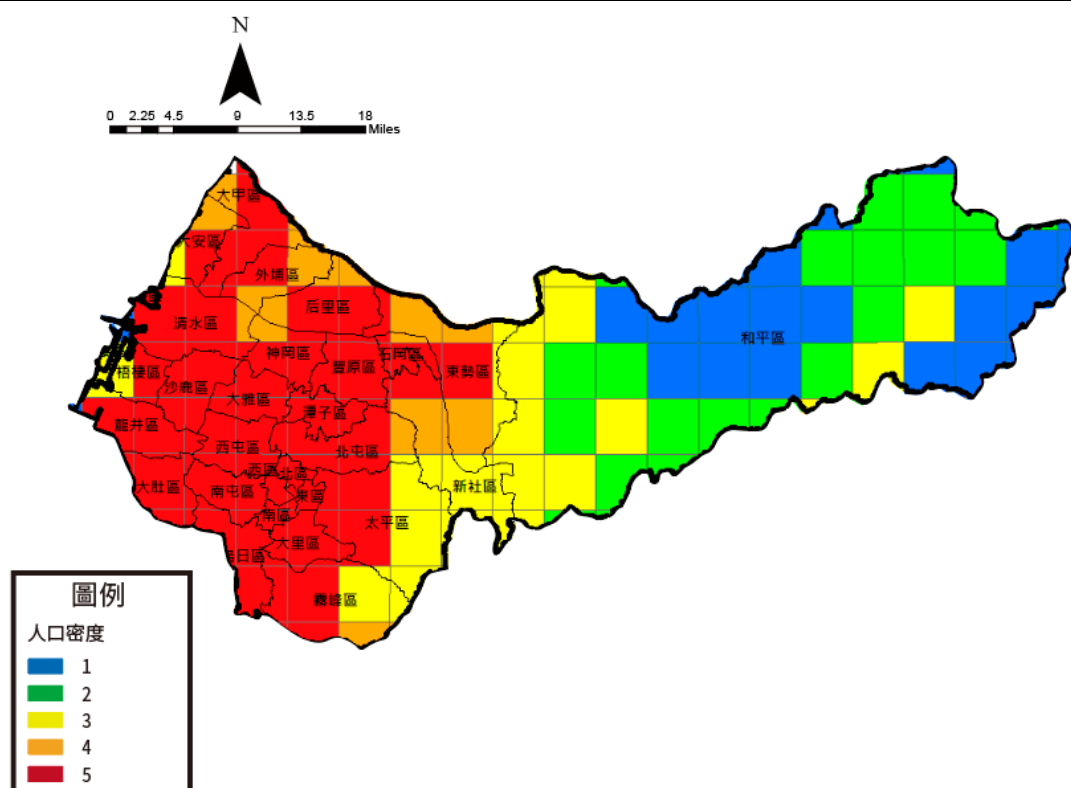 N
0 2.25 4.5 9 13.5 18
Miles
大甲區
大安區
外埔區
后里區
清水區
神岡區
豐原區
石岡區
東勢區
和平區
梧棲區
沙鹿區
大雅區
潭子區
龍井區
西屯區
北屯區
西區
北區
大肚區
南屯區
東區
新社區
南區
太平區
大里區
日區
霧峰區
圖例
人口密度
1
2
3
4
5